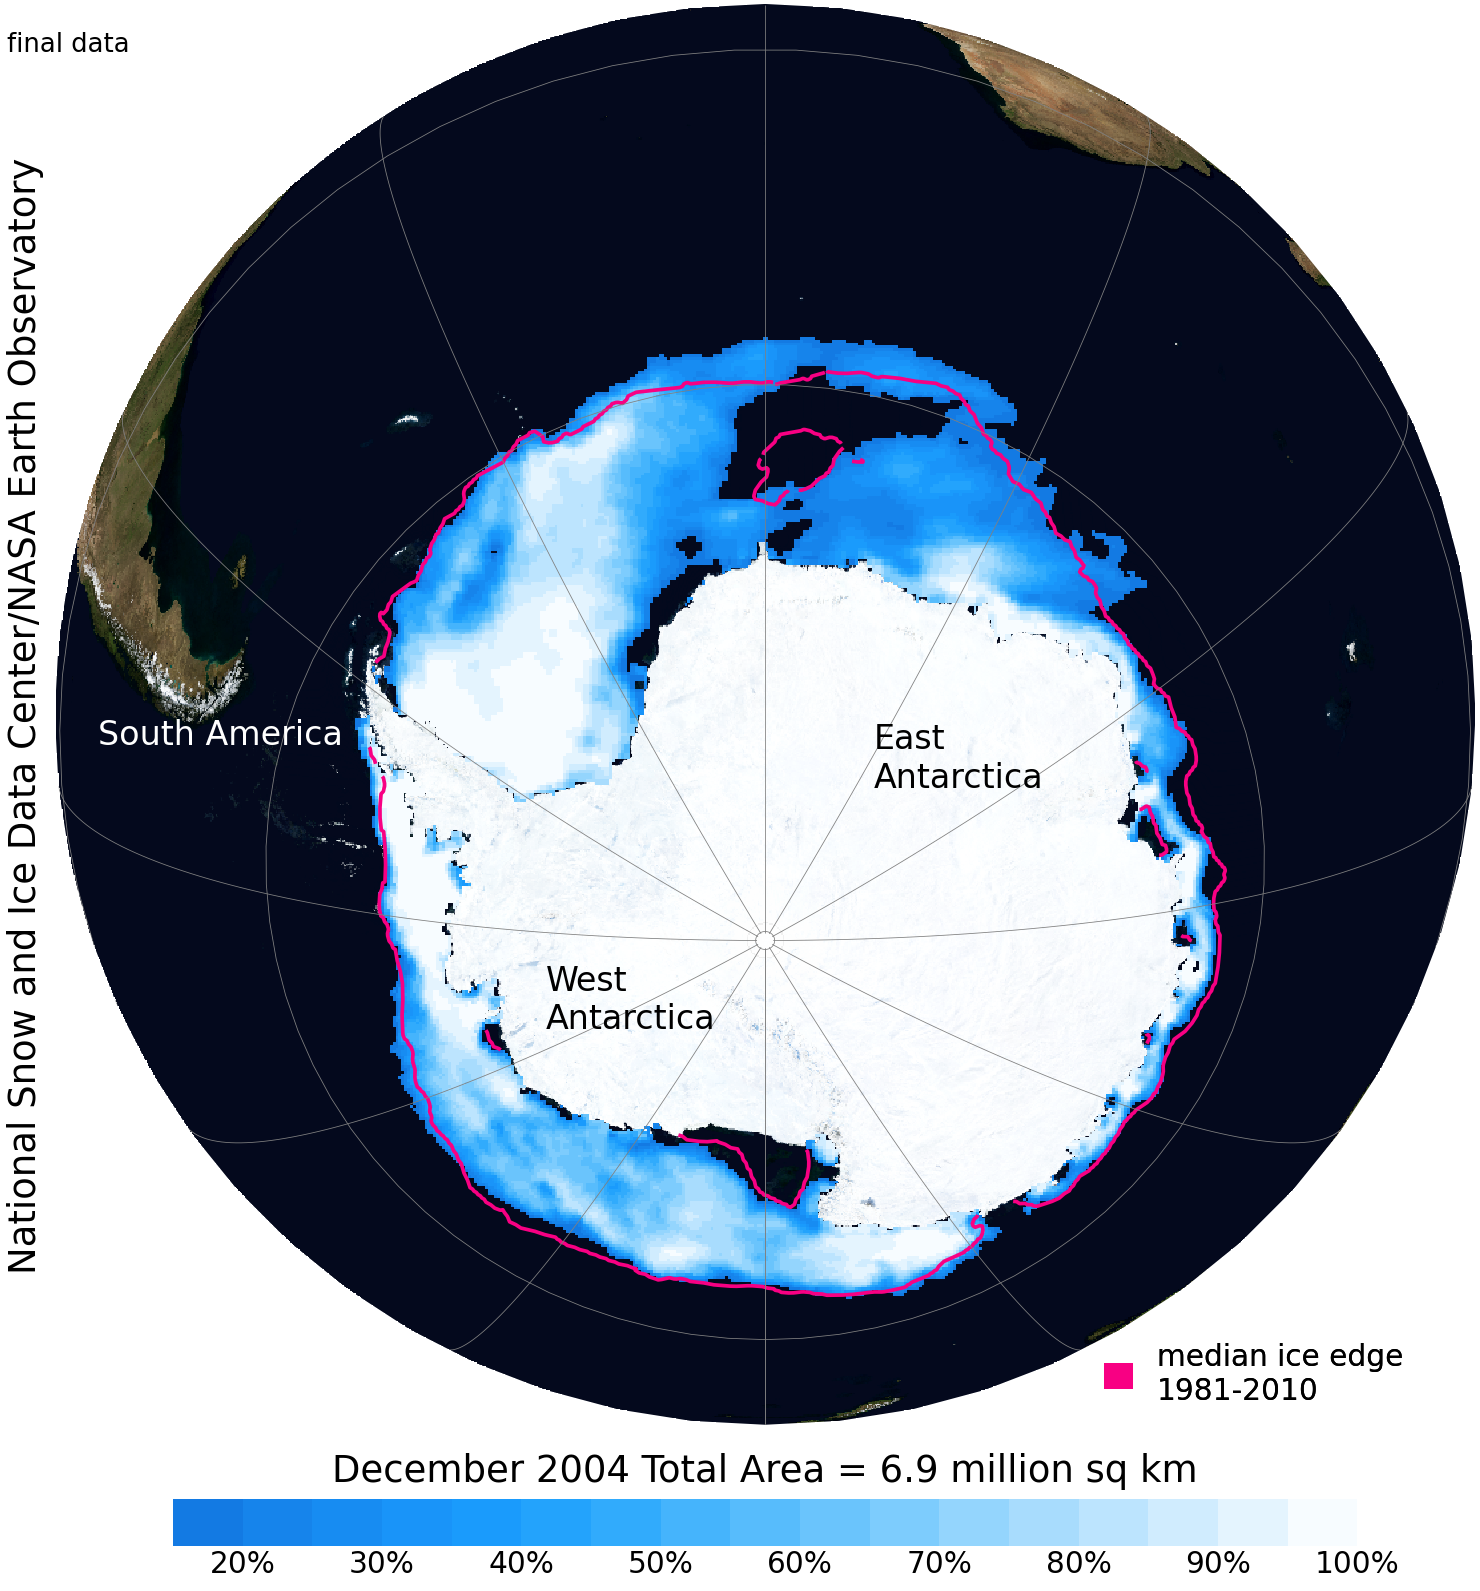 final data
National Snow and Ice Data Center/NASA Earth Observatory
South America
East
Antarctica
West
Antarctica
median ice edge
1981-2010
December 2004 Total Area = 6.9 million sq km
20% 30% 40% 50% 60% 70% 80% 90% 100%